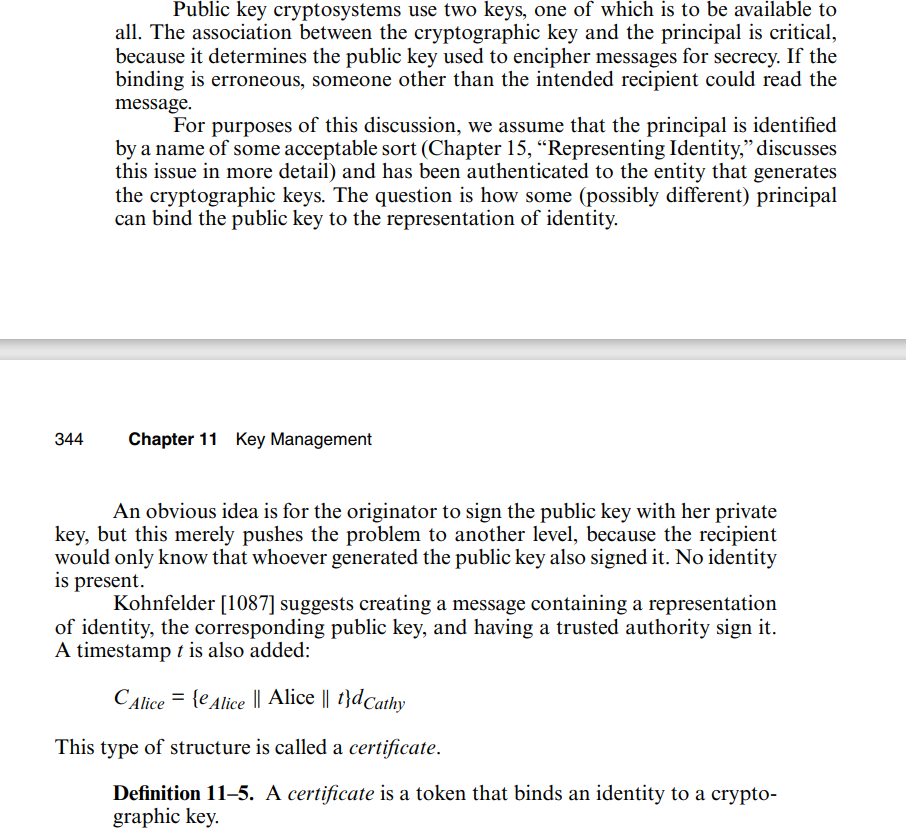 Public key cryptosystems use two keys, one of which is to be available to
all. The association between the cryptographic key and the principal is critical,
because it determines the public key used to encipher messages for secrecy. If the
binding is erroneous, someone other than the intended recipient could read the
message.
For purposes of this discussion, we assume that the principal is identified
by a name of some acceptable sort (Chapter 15, “Representing Identity,” discusses
this issue in more detail) and has been authenticated to the entity that generates
the cryptographic keys. The question is how some (possibly different) principal
can bind the public key to the representation of identity.
344 Chapter 11 Key Management
An obvious idea is for the originator to sign the public key with her private
key, but this merely pushes the problem to another level, because the recipient
would only know that whoever generated the public key also signed it. No identity
is present.
Kohnfelder [1087] suggests creating a message containing a representation
of identity, the corresponding public key, and having a trusted authority sign it.
A timestamp t is also added:
C_Alice = {e_Alice ‖ Alice ‖ t}d_Cathy
This type of structure is called a certificate.
Definition 11–5. A certificate is a token that binds an identity to a crypto-
graphic key.